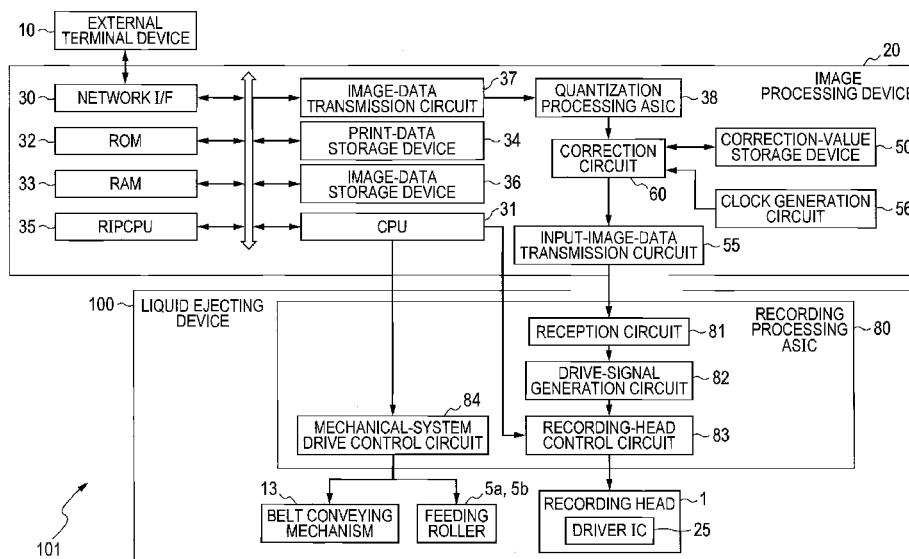 10
EXTERNAL
TERMINAL DEVICE
20
IMAGE
PROCESSING DEVICE
30
NETWORK I/F
37
IMAGE-DATA
TRANSMISSION CIRCUIT
QUANTIZATION
PROCESSING ASIC
38
32
ROM
PRINT-DATA
STORAGE DEVICE
34
CORRECTION
CIRCUIT
60
CORRECTION-VALUE
STORAGE DEVICE
50
33
RAM
IMAGE-DATA
STORAGE DEVICE
36
CLOCK GENERATION
CIRCUIT
56
35
RIPCPU
31
CPU
INPUT-IMAGE-DATA
TRANSMISSION CURCUIT
55
100
LIQUID EJECTING
DEVICE
RECORDING
PROCESSING
ASIC
80
RECEPTION CIRCUIT
81
DRIVE-SIGNAL
GENERATION CIRCUIT
82
84
MECHANICAL-SYSTEM
DRIVE CONTROL CIRCUIT
RECORDING-HEAD
CONTROL CIRCUIT
83
13
BELT CONVEYING
MECHANISM
5a, 5b
FEEDING
ROLLER
RECORDING HEAD
1
DRIVER IC
25
101